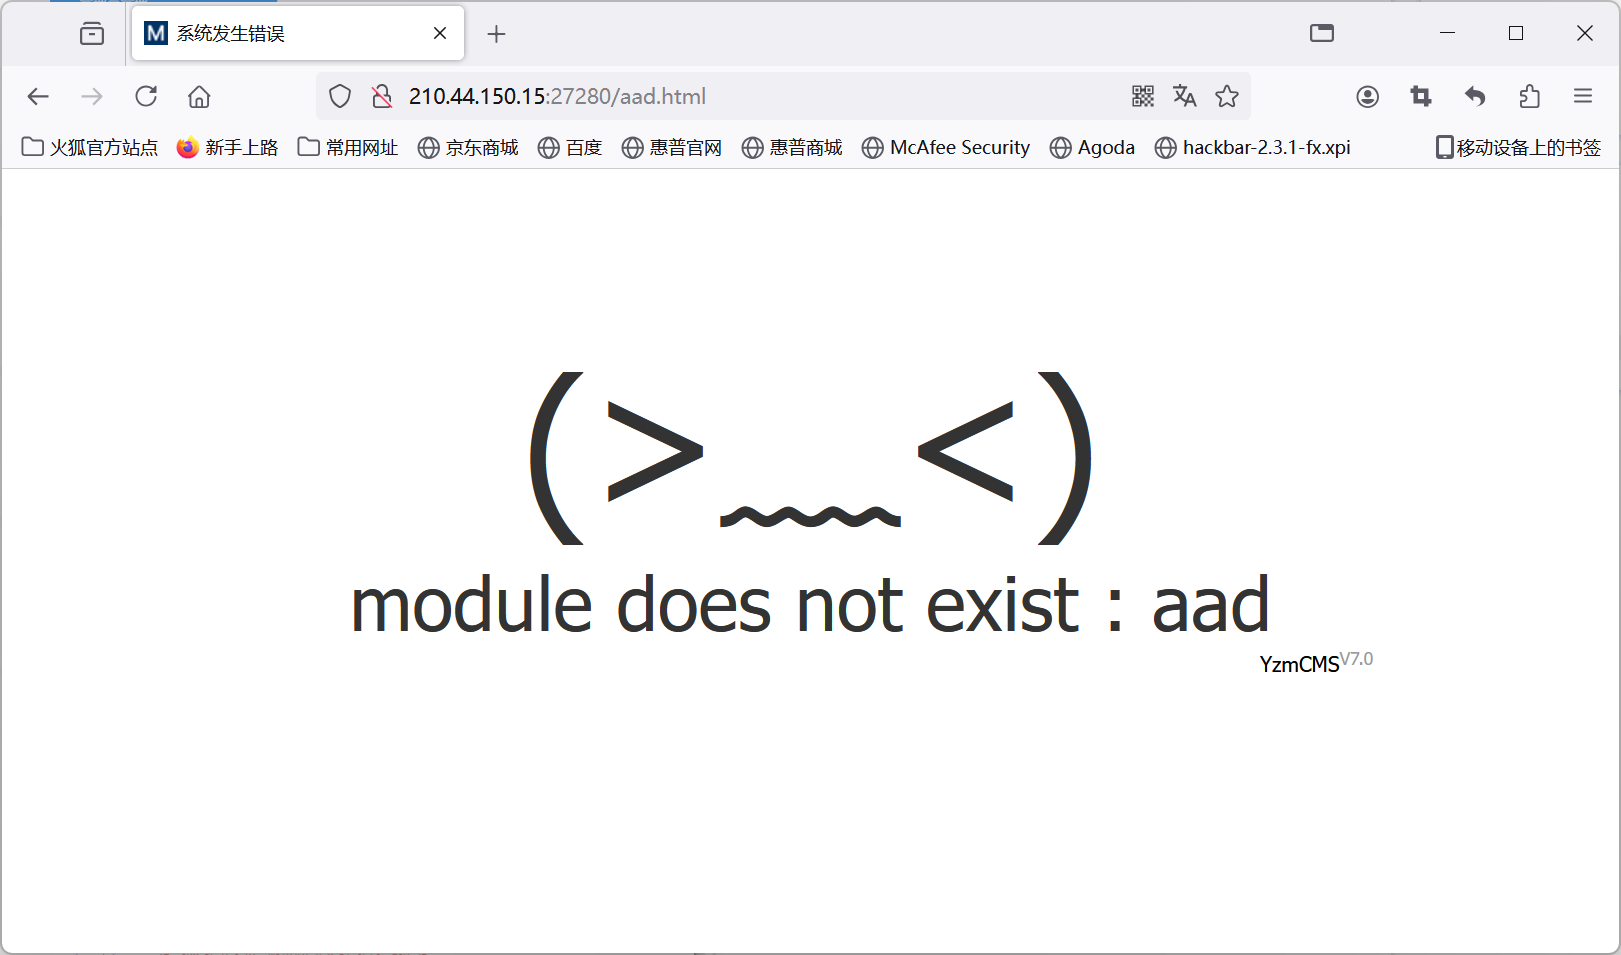 系统发生错误
210.44.150.15:27280/aad.html
火狐官方站点 新手上路 常用网址 京东商城 百度 惠普官网 惠普商城 McAfee Security Agoda hackbar-2.3.1-fx.xpi 移动设备上的书签
(>﹏<)
module does not exist : aad
YzmCMSV7.0